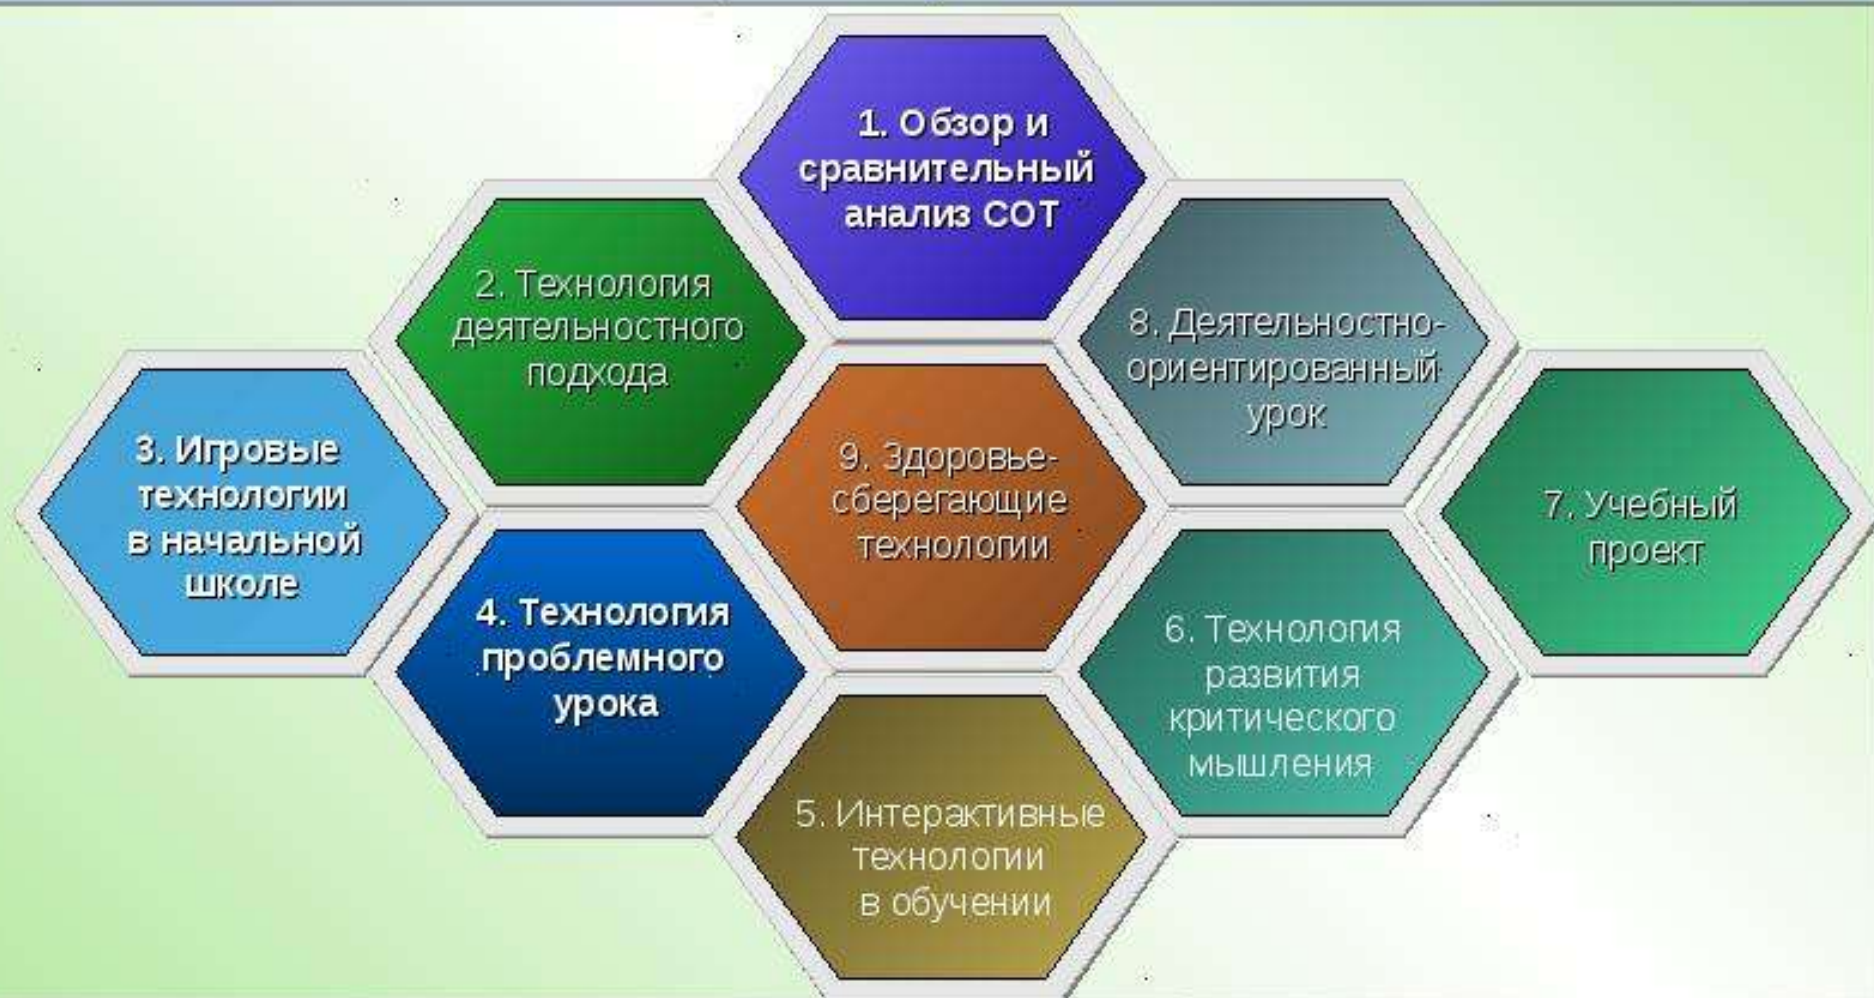 1. Обзор и
сравнительный
анализ СОТ
2. Технология
деятельностного
подхода
3. Игровые
технологии
в начальной
школе
4. Технология
проблемного
урока
5. Интерактивные
технологии
в обучении
6. Технология
развития
критического
мышления
7. Учебный
проект
8. Деятельностно-
ориентированный
урок
9. Здоровье-
сберегающие
технологии